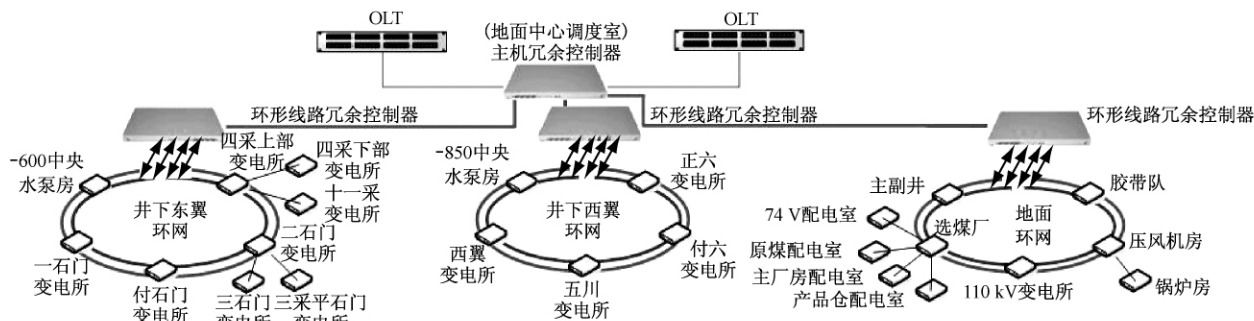 OLT
OLT
(地面中心调度室)
主机冗余控制器
环形线路冗余控制器
环形线路冗余控制器
环形线路冗余控制器
-600中央
水泵房
四采上部
变电所
四采下部
变电所
十一采
变电所
井下东翼
环网
二石门
变电所
一石门
变电所
付石门
变电所
三石门
变电所
三采平石门
变电所
-850中央
水泵房
正六
变电所
井下西翼
环网
西翼
变电所
付六
变电所
五川
变电所
主副井
胶带队
74 V配电室
选煤厂
地面
环网
原煤配电室
压风机房
主厂房配电室
产品仓配电室
110 kV变电所
锅炉房